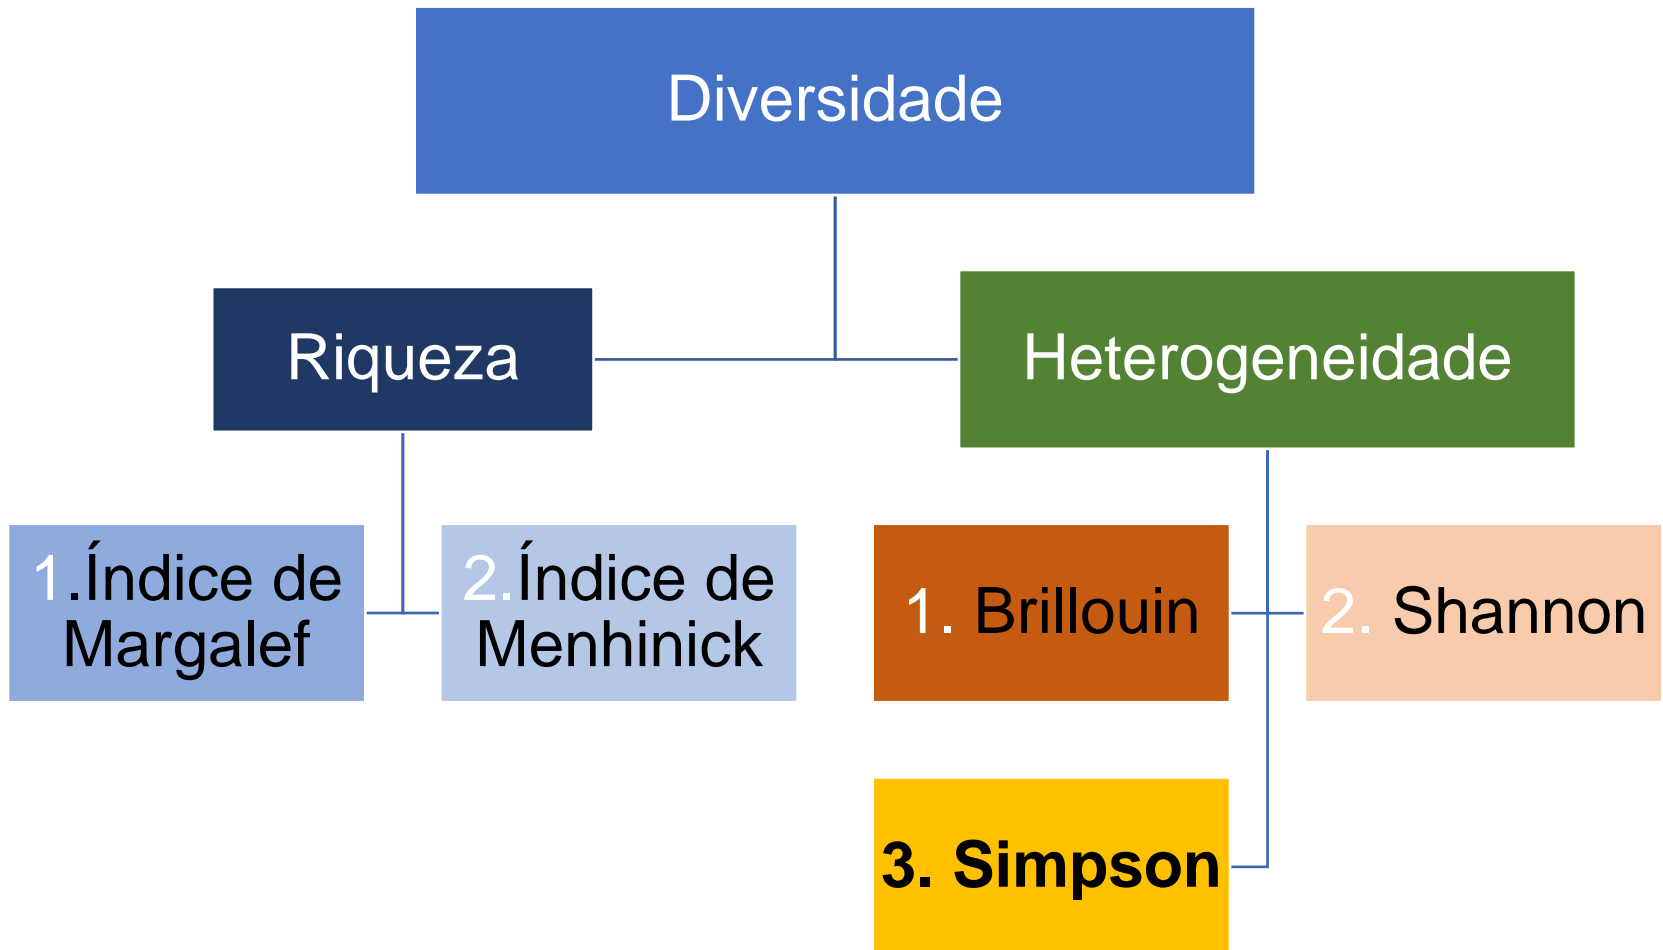 Diversidade
Riqueza
Heterogeneidade
1.Índice de
Margalef
2.Índice de
Menhinick
1. Brillouin
2. Shannon
3. Simpson